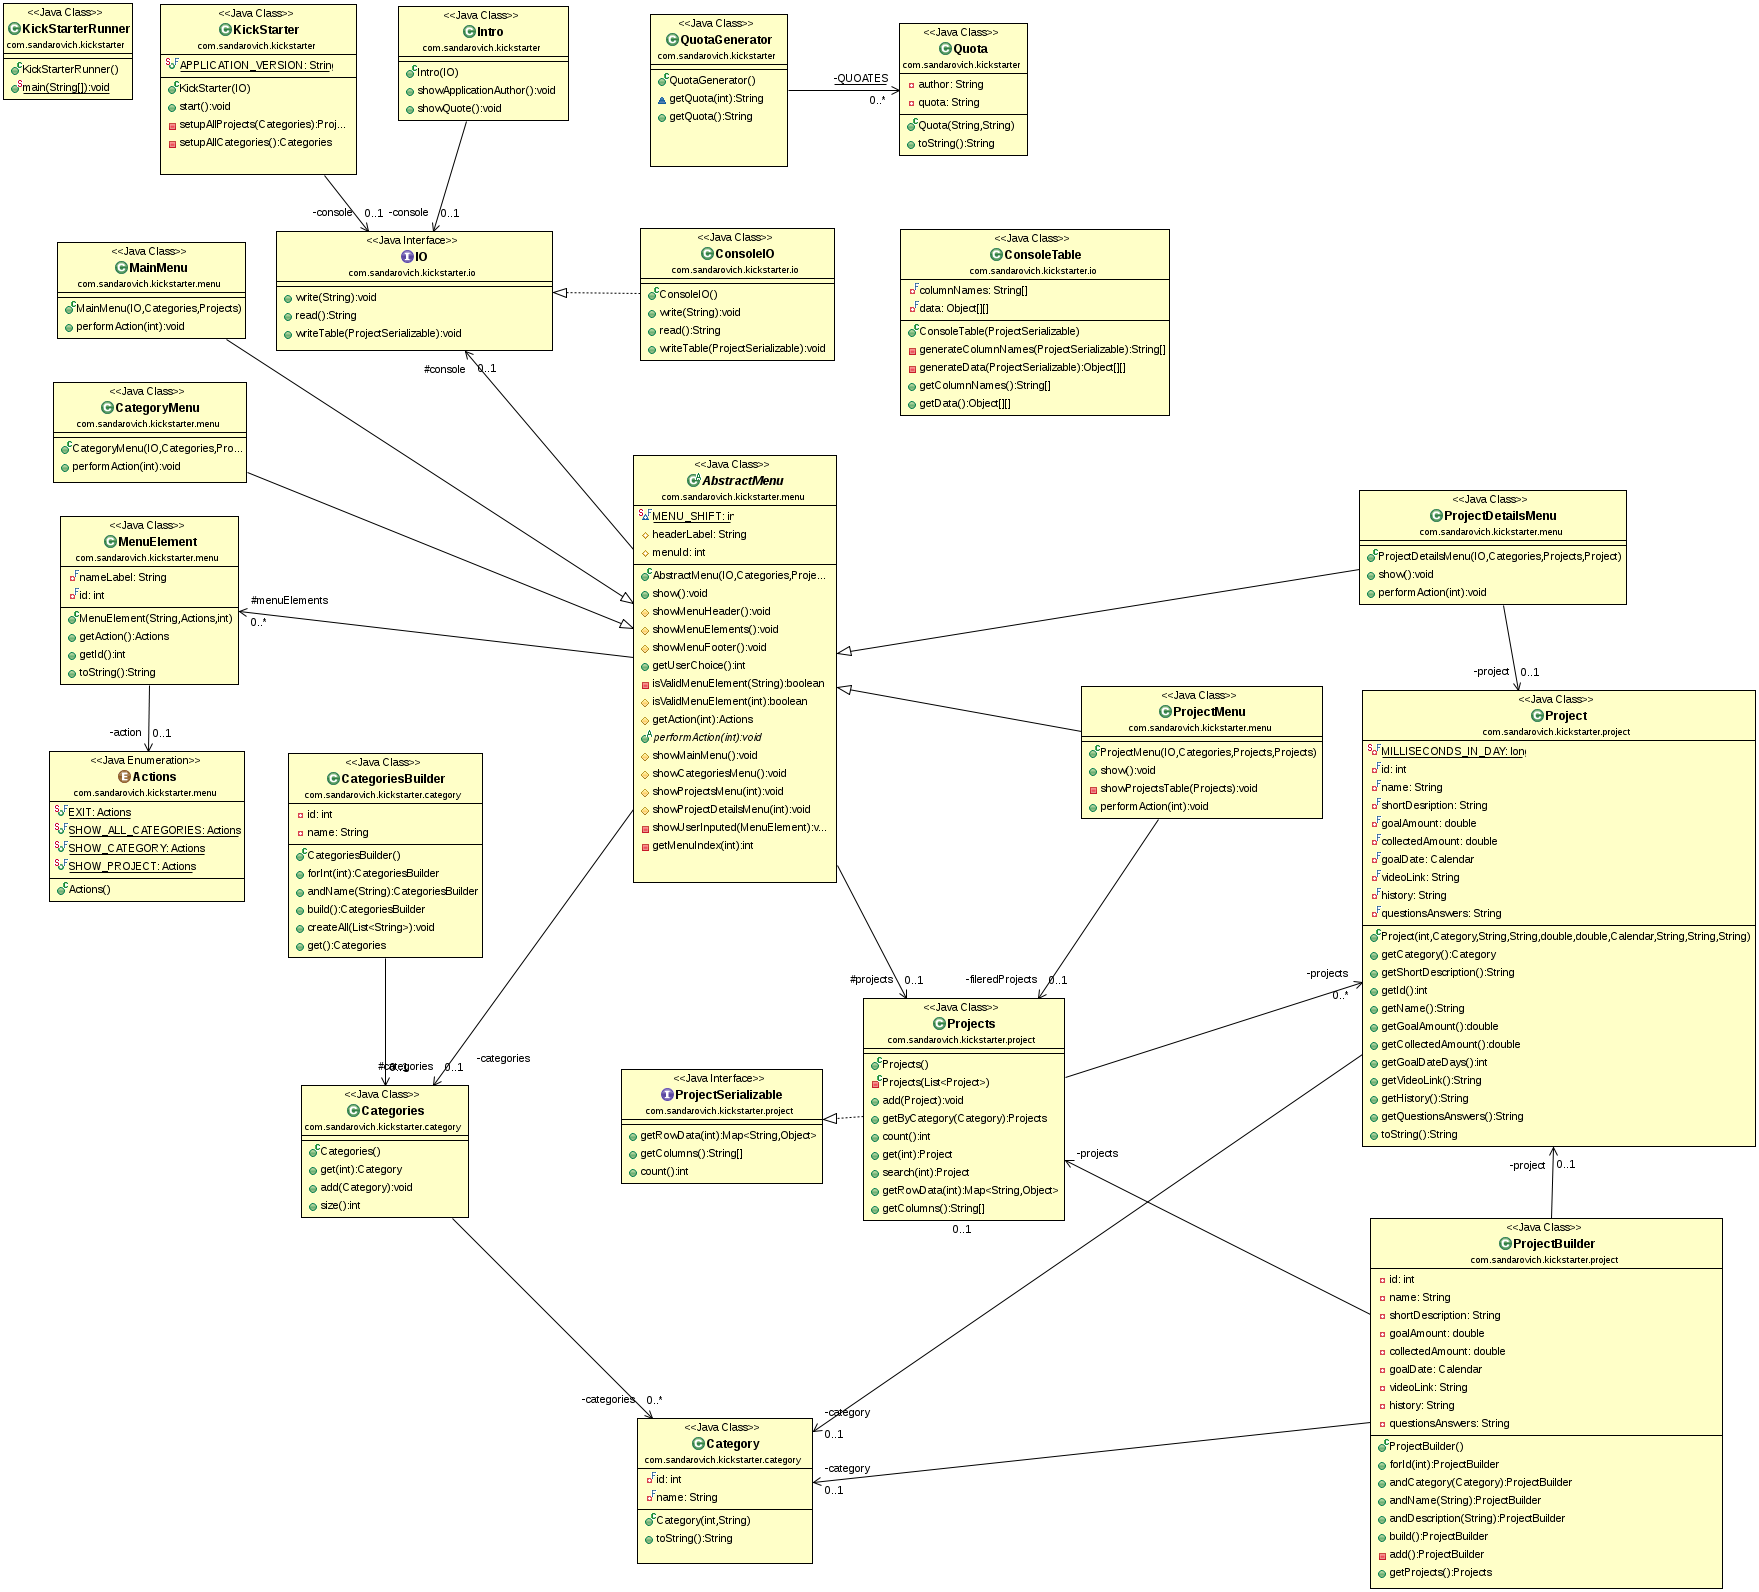 <<Java Class>>
KickStarterRunner
com.sandarovich.kickstarter
KickStarterRunner()
main(String[]):void
<<Java Class>>
KickStarter
com.sandarovich.kickstarter
APPLICATION_VERSION: String
KickStarter(IO)
start():void
setupAllProjects(Categories):Proj...
setupAllCategories():Categories
<<Java Class>>
Intro
com.sandarovich.kickstarter
Intro(IO)
showApplicationAuthor():void
showQuote():void
<<Java Class>>
QuotaGenerator
com.sandarovich.kickstarter
QuotaGenerator()
getQuota(int):String
getQuota():String
-QUOATES
0..*
<<Java Class>>
Quota
com.sandarovich.kickstarter
author: String
quota: String
Quota(String,String)
toString():String
-console
0..1
-console
0..1
<<Java Interface>>
IO
com.sandarovich.kickstarter.io
write(String):void
read():String
writeTable(ProjectSerializable):void
<<Java Class>>
ConsoleIO
com.sandarovich.kickstarter.io
ConsoleIO()
write(String):void
read():String
writeTable(ProjectSerializable):void
<<Java Class>>
ConsoleTable
com.sandarovich.kickstarter.io
columnNames: String[]
data: Object[][]
ConsoleTable(ProjectSerializable)
generateColumnNames(ProjectSerializable):String[]
generateData(ProjectSerializable):Object[][]
getColumnNames():String[]
getData():Object[][]
<<Java Class>>
MainMenu
com.sandarovich.kickstarter.menu
MainMenu(IO,Categories,Projects)
performAction(int):void
#console
0..1
<<Java Class>>
CategoryMenu
com.sandarovich.kickstarter.menu
CategoryMenu(IO,Categories,Pro...
performAction(int):void
<<Java Class>>
AbstractMenu
com.sandarovich.kickstarter.menu
MENU_SHIFT: in
headerLabel: String
menuId: int
AbstractMenu(IO,Categories,Proje...
show():void
showMenuHeader():void
showMenuElements():void
showMenuFooter():void
getUserChoice():int
isValidMenuElement(String):boolean
isValidMenuElement(int):boolean
getAction(int):Actions
performAction(int):void
showMainMenu():void
showCategoriesMenu():void
showProjectsMenu(int):void
showProjectDetailsMenu(int):void
showUserInputed(MenuElement):v...
getMenuIndex(int):int
<<Java Class>>
ProjectDetailsMenu
com.sandarovich.kickstarter.menu
ProjectDetailsMenu(IO,Categories,Projects,Project)
show():void
performAction(int):void
<<Java Class>>
MenuElement
com.sandarovich.kickstarter.menu
nameLabel: String
id: int
MenuElement(String,Actions,int)
getAction():Actions
getId():int
toString():String
#menuElements
0..*
-project
0..1
<<Java Class>>
ProjectMenu
com.sandarovich.kickstarter.menu
ProjectMenu(IO,Categories,Projects,Projects)
show():void
showProjectsTable(Projects):void
performAction(int):void
<<Java Class>>
Project
com.sandarovich.kickstarter.project
MILLISECONDS_IN_DAY: long
id: int
name: String
shortDesription: String
goalAmount: double
collectedAmount: double
goalDate: Calendar
videoLink: String
history: String
questionsAnswers: String
Project(int,Category,String,String,double,double,Calendar,String,String,String)
getCategory():Category
getShortDescription():String
getId():int
getName():String
getGoalAmount():double
getCollectedAmount():double
getGoalDateDays():int
getVideoLink():String
getHistory():String
getQuestionsAnswers():String
toString():String
-action
0..1
<<Java Enumeration>>
Actions
com.sandarovich.kickstarter.menu
EXIT: Actions
SHOW_ALL_CATEGORIES: Actions
SHOW_CATEGORY: Actions
SHOW_PROJECT: Actions
Actions()
<<Java Class>>
CategoriesBuilder
com.sandarovich.kickstarter.category
id: int
name: String
CategoriesBuilder()
forInt(int):CategoriesBuilder
andName(String):CategoriesBuilder
build():CategoriesBuilder
createAll(List<String>):void
get():Categories
#projects
0..1
-fileredProjects
0..1
-projects
0..*
#categories
0..1
-categories
0..1
<<Java Class>>
Projects
com.sandarovich.kickstarter.project
Projects()
Projects(List<Project>)
add(Project):void
getByCategory(Category):Projects
count():int
get(int):Project
search(int):Project
getRowData(int):Map<String,Object>
getColumns():String[]
<<Java Interface>>
ProjectSerializable
com.sandarovich.kickstarter.project
getRowData(int):Map<String,Object>
getColumns():String[]
count():int
<<Java Class>>
Categories
com.sandarovich.kickstarter.category
Categories()
get(int):Category
add(Category):void
size():int
-projects
0..1
-project
0..1
<<Java Class>>
ProjectBuilder
com.sandarovich.kickstarter.project
id: int
name: String
shortDescription: String
goalAmount: double
collectedAmount: double
goalDate: Calendar
videoLink: String
history: String
questionsAnswers: String
ProjectBuilder()
forId(int):ProjectBuilder
andCategory(Category):ProjectBuilder
andName(String):ProjectBuilder
andDescription(String):ProjectBuilder
build():ProjectBuilder
add():ProjectBuilder
getProjects():Projects
-categories
0..*
-category
0..1
-category
0..1
<<Java Class>>
Category
com.sandarovich.kickstarter.category
id: int
name: String
Category(int,String)
toString():String